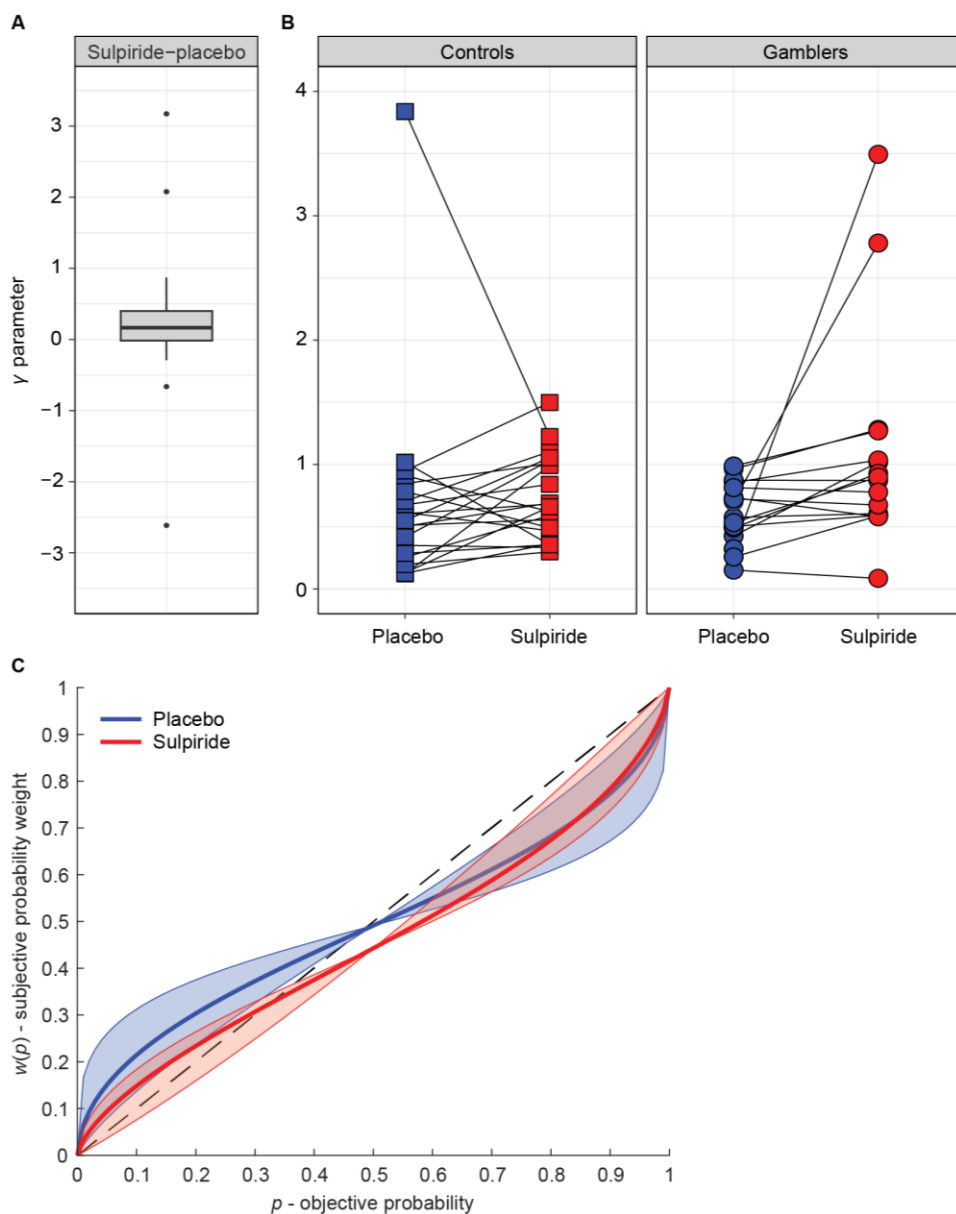 A
B
Sulpiride–placebo
Controls
Gamblers
γ parameter
3
2
1
0
−1
−2
−3
4
3
2
1
0
Placebo
Sulpiride
Placebo
Sulpiride
C
w(p) - subjective probability weight
1
0.9
0.8
0.7
0.6
0.5
0.4
0.3
0.2
0.1
0
Placebo
Sulpiride
0 0.1 0.2 0.3 0.4 0.5 0.6 0.7 0.8 0.9 1
p - objective probability